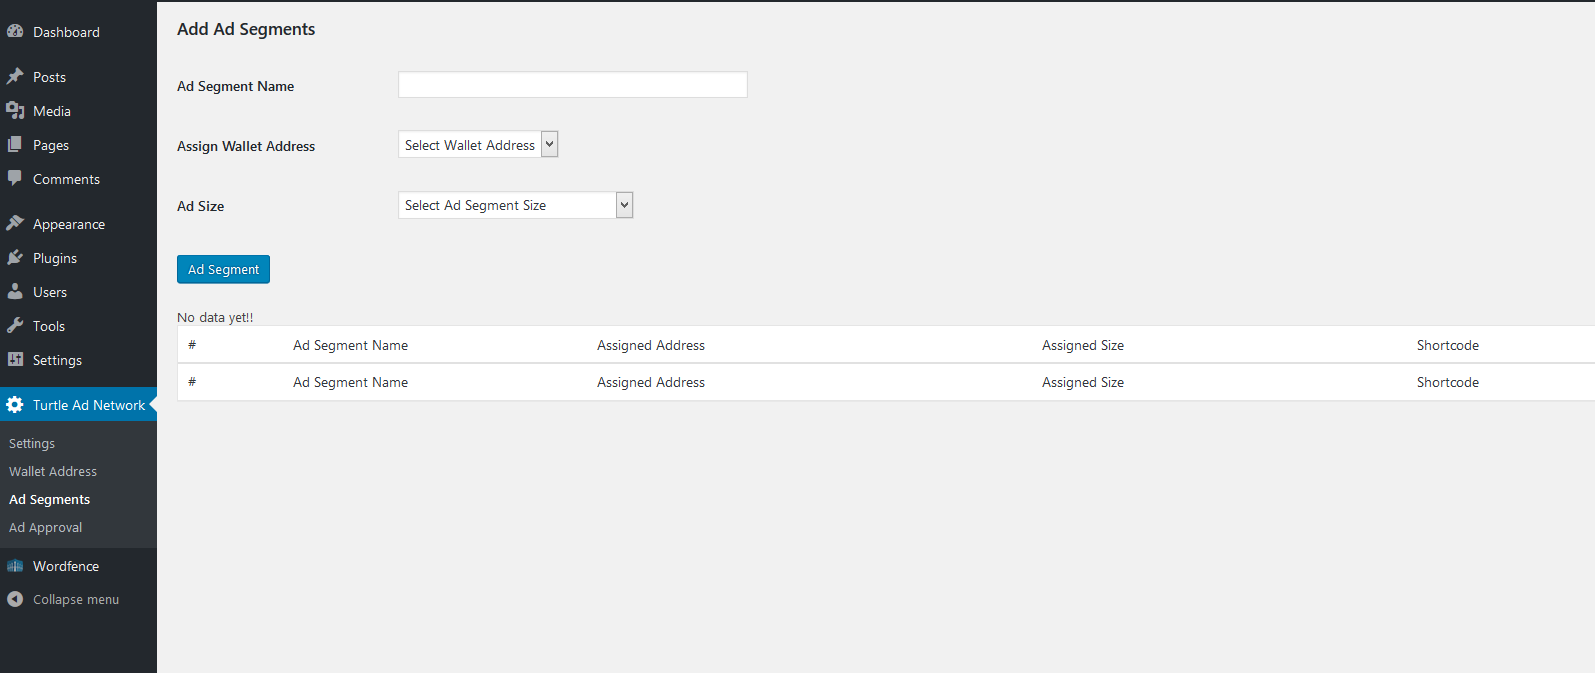 Dashboard
Posts
Media
Pages
Comments
Appearance
Plugins
Users
Tools
Settings
Turtle Ad Network
Settings
Wallet Address
Ad Segments
Ad Approval
Wordfence
Collapse menu
Add Ad Segments
Ad Segment Name
Assign Wallet Address Select Wallet Address
Ad Size Select Ad Segment Size
Ad Segment
No data yet!!
# Ad Segment Name Assigned Address Assigned Size Shortcode
# Ad Segment Name Assigned Address Assigned Size Shortcode